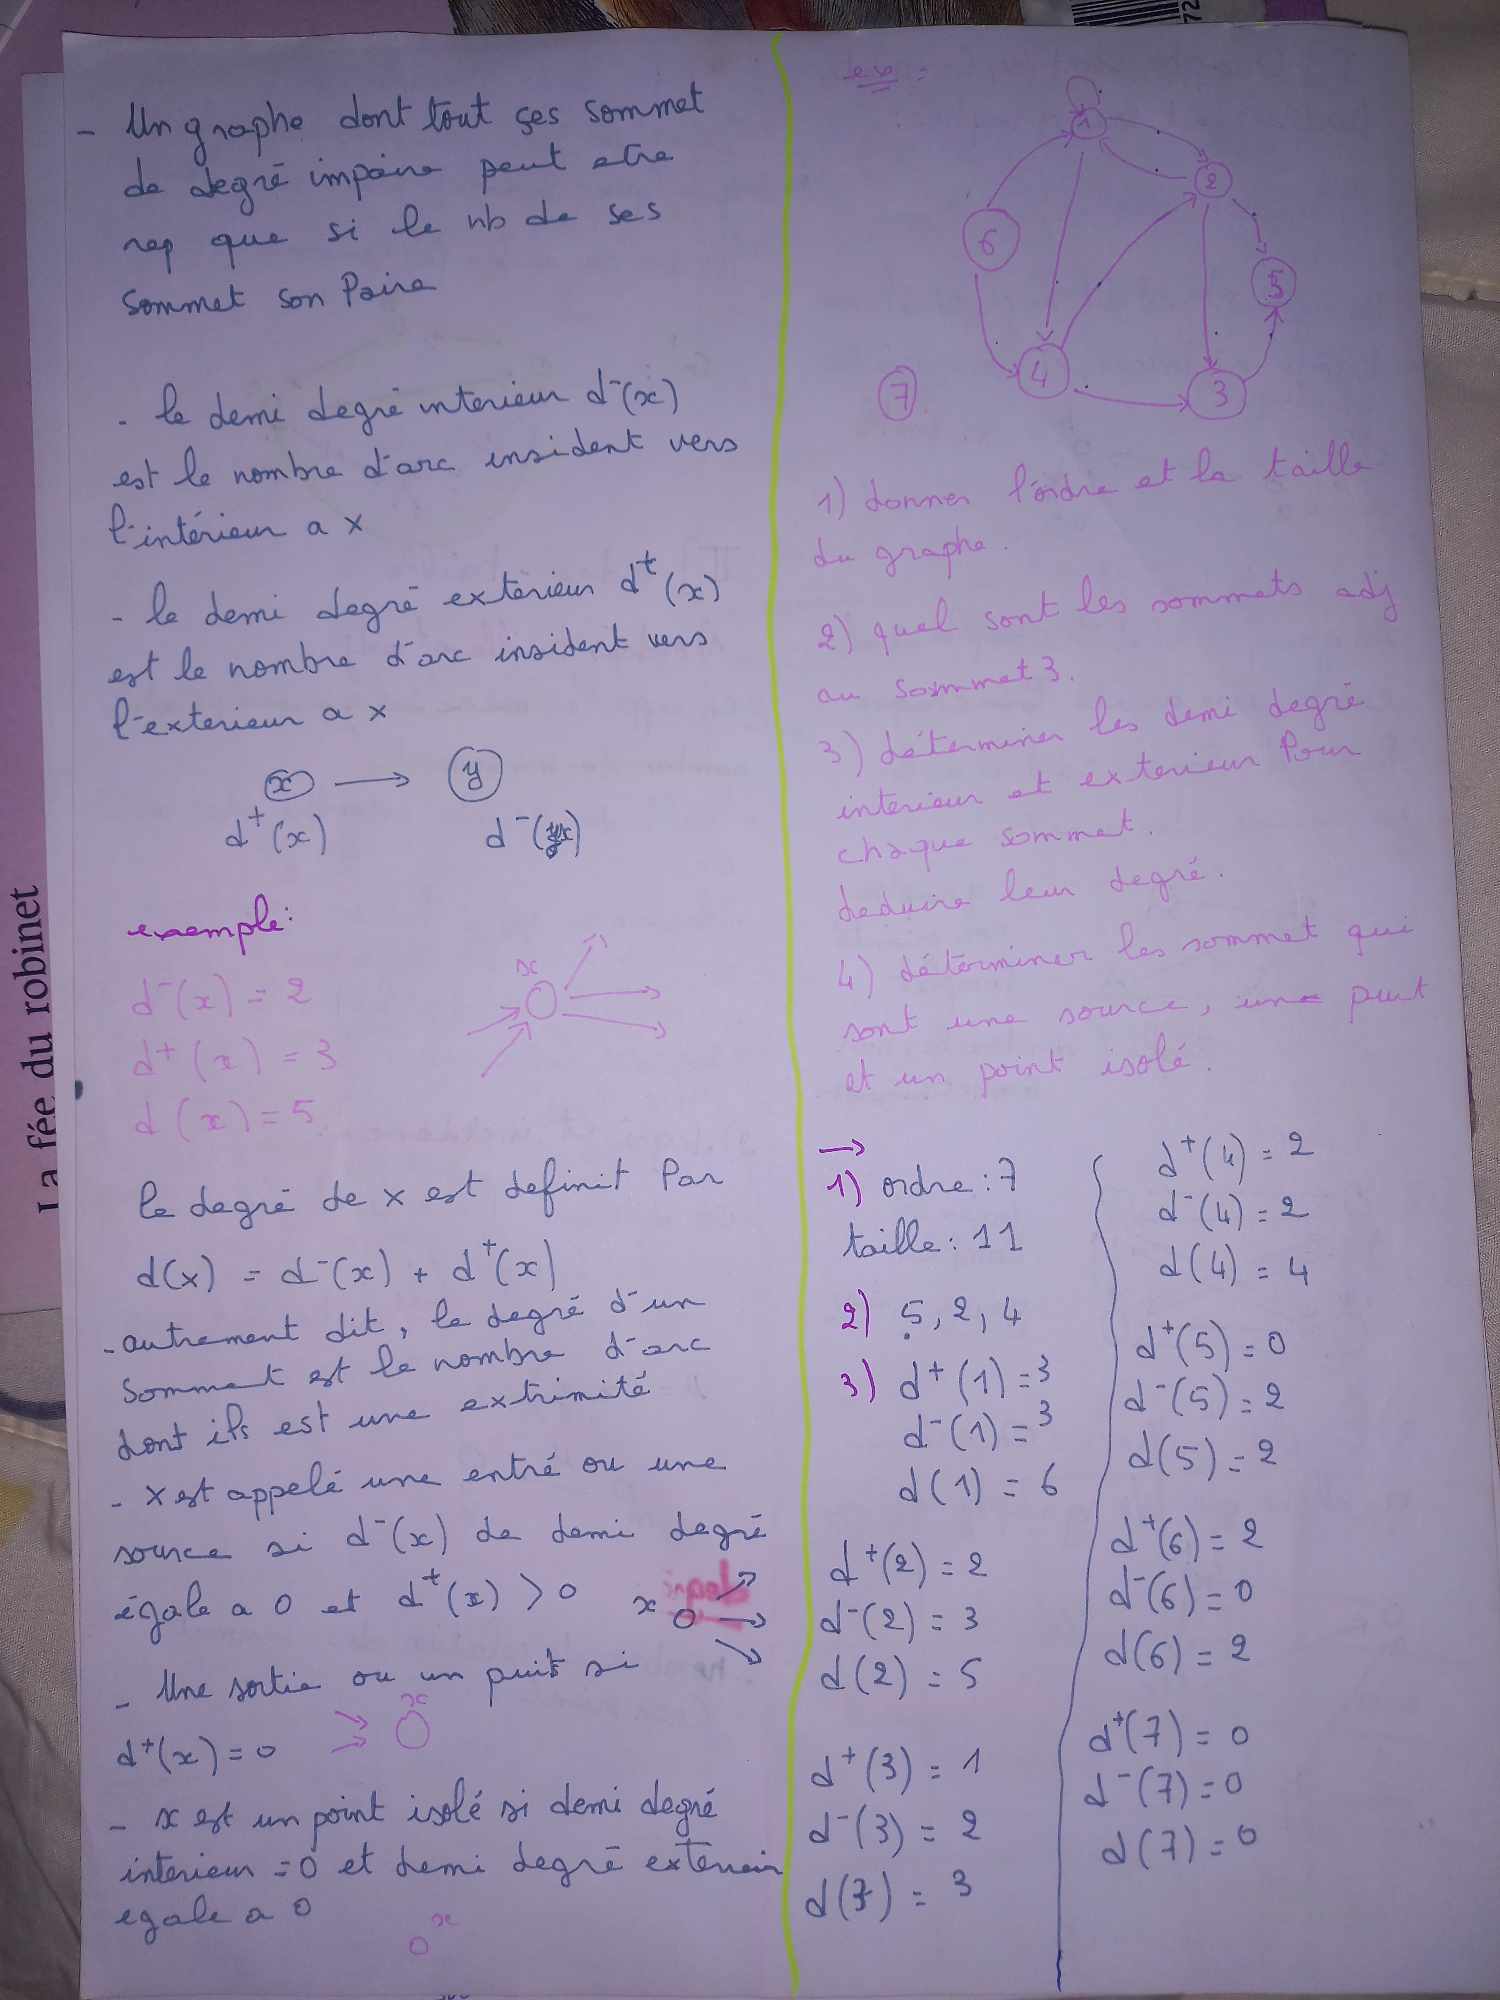 - Un graphe dont tout ses sommet
de degré impaire peut etre
rep que si le nb de ses
sommet son Paire
- le demi degré interieur d⁻(x)
est le nombre d'arc insident vers
l'intérieur a x
- le demi degré exterieur d⁺(x)
est le nombre d'arc insident vers
l'exterieur a x
x → y
d⁺(x) d⁻(y)
exemple:
d⁻(x) = 2
x
d⁺(x) = 3
d(x) = 5
le degré de x est definit Par
d(x) = d⁻(x) + d⁺(x)
- autrement dit, le degré d'un
sommet est le nombre d'arc
dont ils est une extrimité
- x est appelé une entré ou une
source si d⁻(x) de demi degré
égale a 0 et d⁺(x) > 0
x
- Une sortie ou un puit si
x
d⁺(x) = 0
- x est un point isolé si demi degré
interieur = 0 et demi degré exterieir
egale a 0
x
ex =
1
2
6
5
4
3
7
1) donner l'ordre et la taille
du graphe.
2) quel sont les sommets adj
au sommet 3.
3) déterminer les demi degré
interieur et exterieur Pour
chaque sommet.
deduire leur degré.
4) déterminer les sommet qui
sont une source, une puit
et un point isolé.
→
1) ordre : 7
taille : 11
2) 5, 2, 4
3) d⁺(1) = 3
d⁻(1) = 3
d(1) = 6
d⁺(2) = 2
d⁻(2) = 3
d(2) = 5
d⁺(3) = 1
d⁻(3) = 2
d(3) = 3
d⁺(4) = 2
d⁻(4) = 2
d(4) = 4
d⁺(5) = 0
d⁻(5) = 2
d(5) = 2
d⁺(6) = 2
d⁻(6) = 0
d(6) = 2
d⁺(7) = 0
d⁻(7) = 0
d(7) = 0
La fée du robinet
72